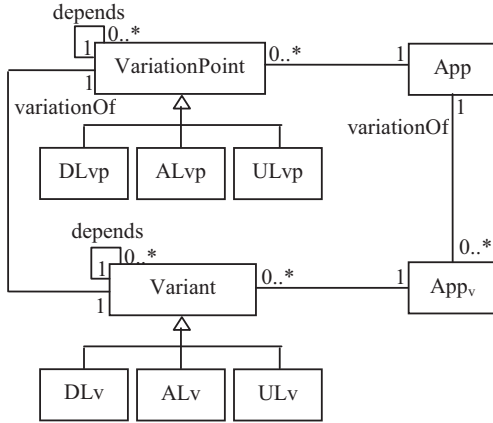 depends
1
0..*
VariationPoint
0..*
1
App
1
variationOf
variationOf
1
DLvp
ALvp
ULvp
depends
1
0..*
Variant
0..*
1
0..*
Appv
1
DLv
ALv
ULv